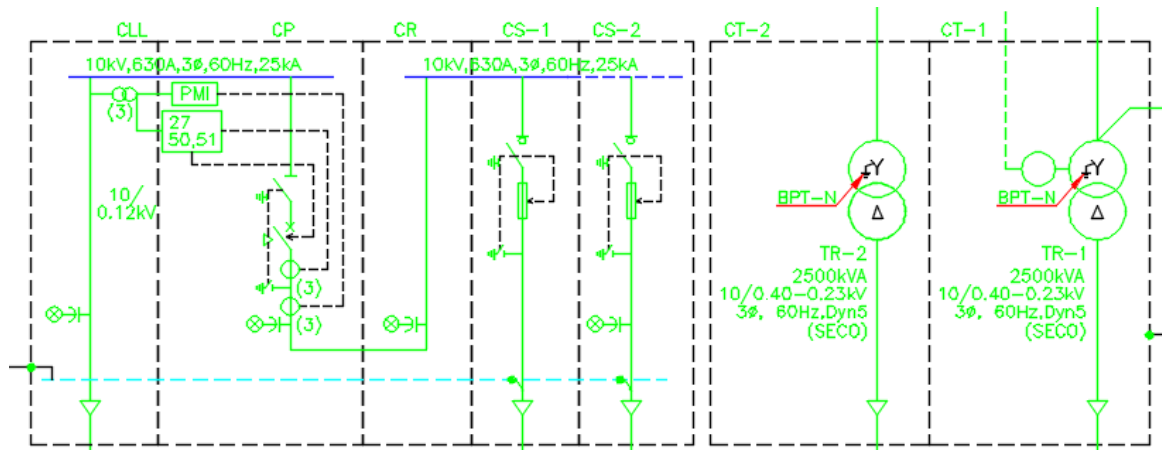 CLL
CP
CR
CS-1
CS-2
CT-2
CT-1
10kV,630A,3ø,60Hz,25kA
10kV,630A,3ø,60Hz,25kA
(3)
PMI
27
50,51
10/
0.12kV
(3)
(3)
Y
Δ
BPT-N
TR-2
2500kVA
10/0.40-0.23kV
3ø, 60Hz,Dyn5
(SECO)
Y
Δ
BPT-N
TR-1
2500kVA
10/0.40-0.23kV
3ø, 60Hz,Dyn5
(SECO)